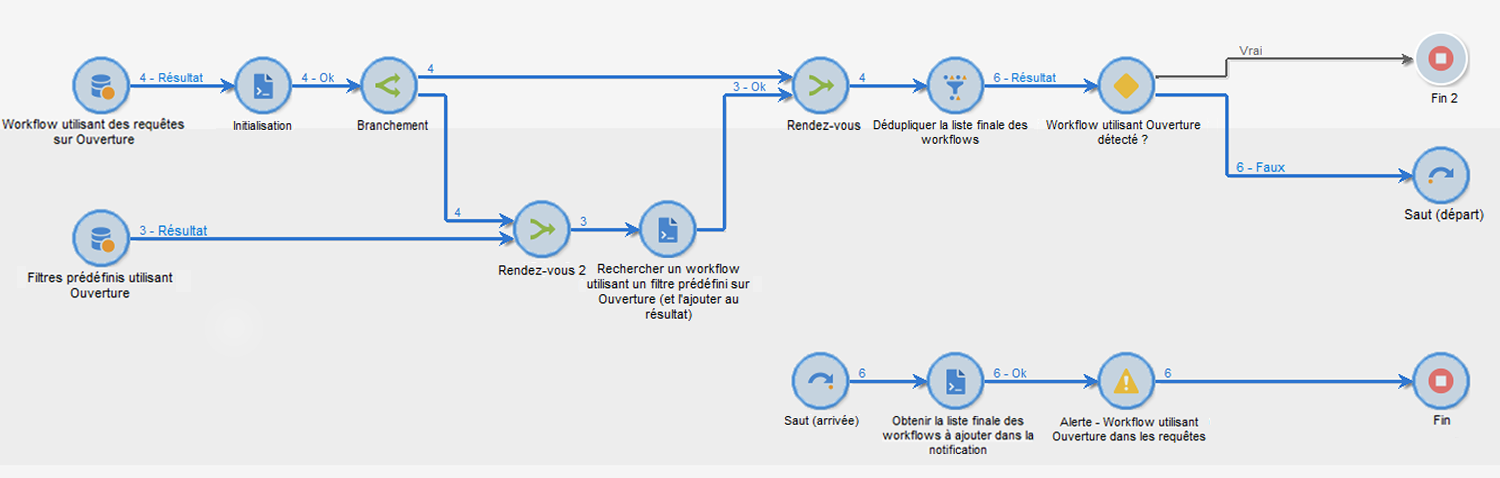 Vrai
4 - Résultat
4 - Ok
4
3 - Ok
4
6 - Résultat
Fin 2
Workflow utilisant des requêtes
sur Ouverture
Initialisation
Branchement
Rendez-vous
Dédupliquer la liste finale des
workflows
Workflow utilisant Ouverture
détecté ?
6 - Faux
Saut (départ)
3 - Résultat
4
3
Filtres prédéfinis utilisant
Ouverture
Rendez-vous 2
Rechercher un workflow
utilisant un filtre prédéfini sur
Ouverture (et l'ajouter au
résultat)
6
6 - Ok
6
Saut (arrivée)
Obtenir la liste finale des
workflows à ajouter dans la
notification
Alerte - Workflow utilisant
Ouverture dans les requêtes
Fin